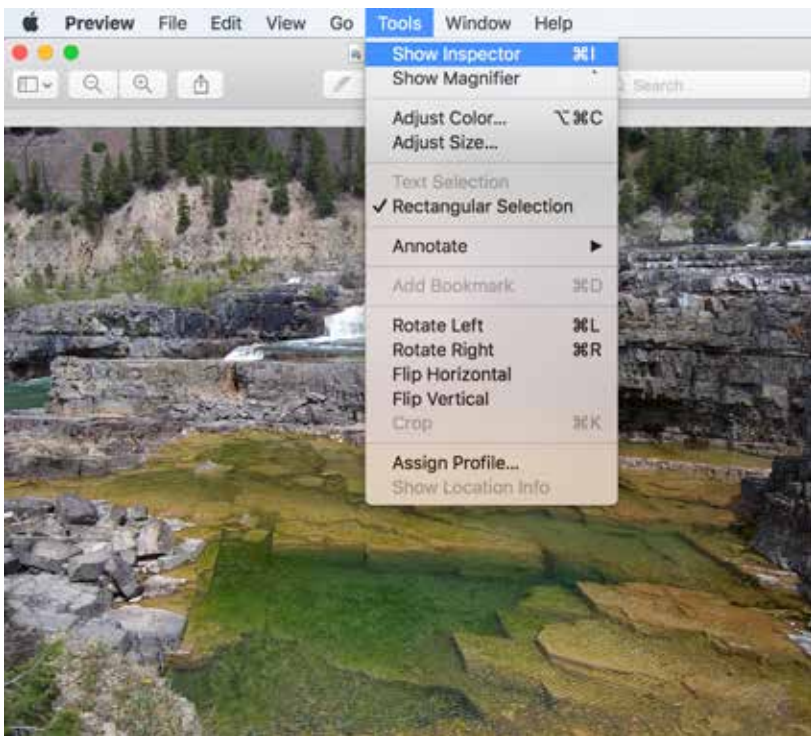 Preview File Edit View Go Tools Window Help
Show Inspector ⌘I
Show Magnifier `
Search
Adjust Color... ⌥⌘C
Adjust Size...
Text Selection
✓ Rectangular Selection
Annotate ▶
Add Bookmark ⌘D
Rotate Left ⌘L
Rotate Right ⌘R
Flip Horizontal
Flip Vertical
Crop ⌘K
Assign Profile...
Show Location Info